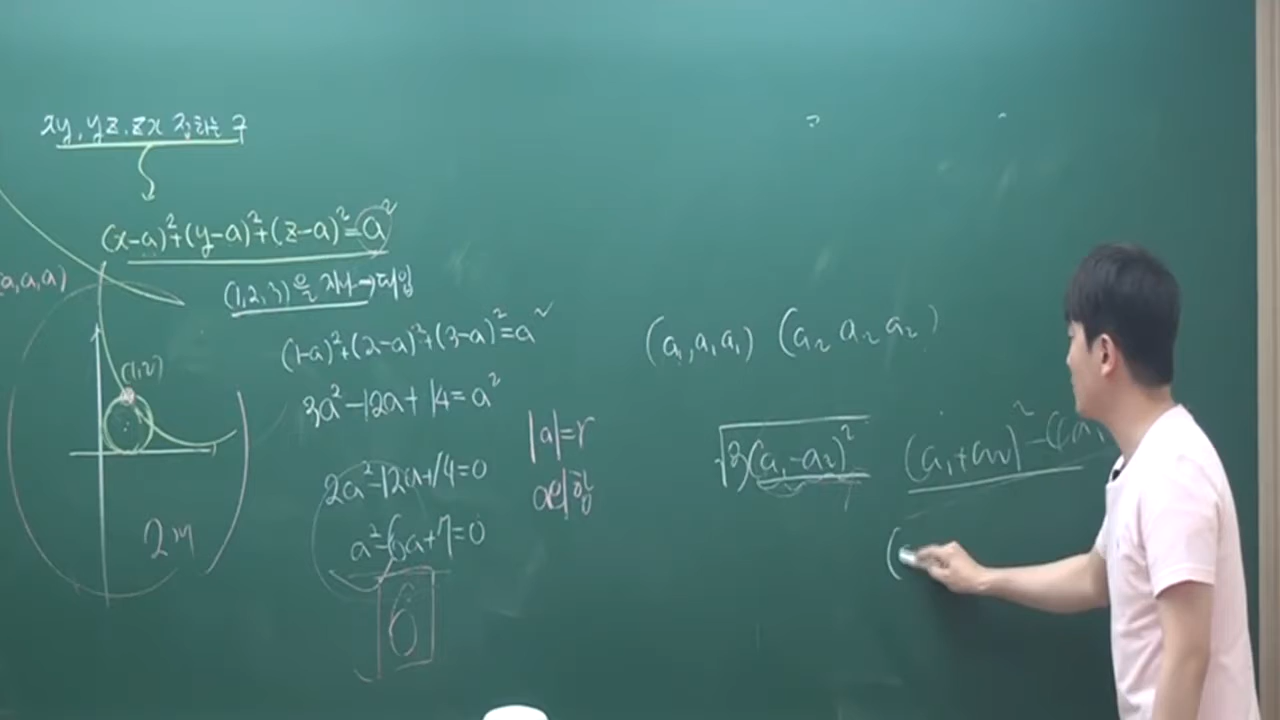 xy, yz, zx 접하는 구
(x-a)²+(y-a)²+(z-a)²=a²
(a,a,a)
(1,2,3)을 지나→대입
(1-a)²+(2-a)²+(3-a)²=a²
3a²-12a+14=a²
2a²-12a+14=0
a²-6a+7=0
6
|a|=r
a의 합
(1,2)
2개
(a₁,a₁,a₁) (a₂ a₂ a₂)
√3(a₁-a₂)²
(a₁+a₂)²-4a₁
(